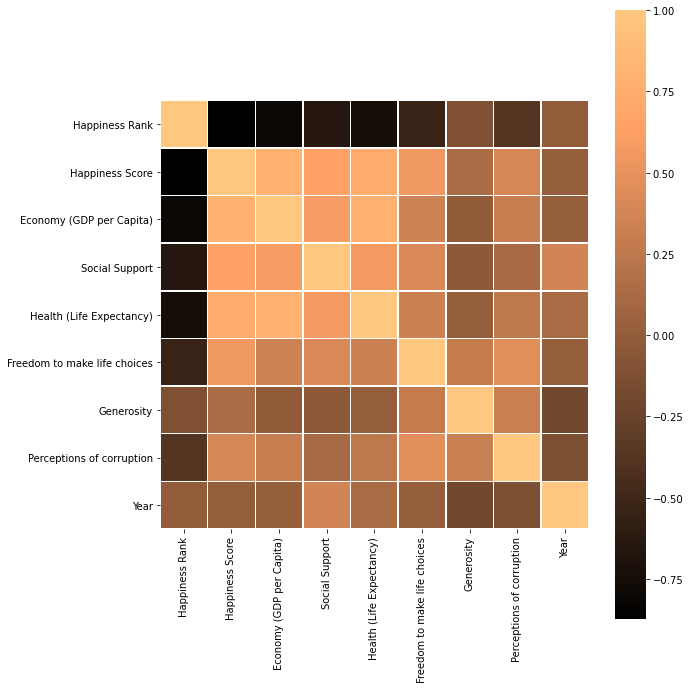 Happiness Rank
Happiness Score
Economy (GDP per Capita)
Social Support
Health (Life Expectancy)
Freedom to make life choices
Generosity
Perceptions of corruption
Year
Happiness Rank
Happiness Score
Economy (GDP per Capita)
Social Support
Health (Life Expectancy)
Freedom to make life choices
Generosity
Perceptions of corruption
Year
1.00
0.75
0.50
0.25
0.00
−0.25
−0.50
−0.75